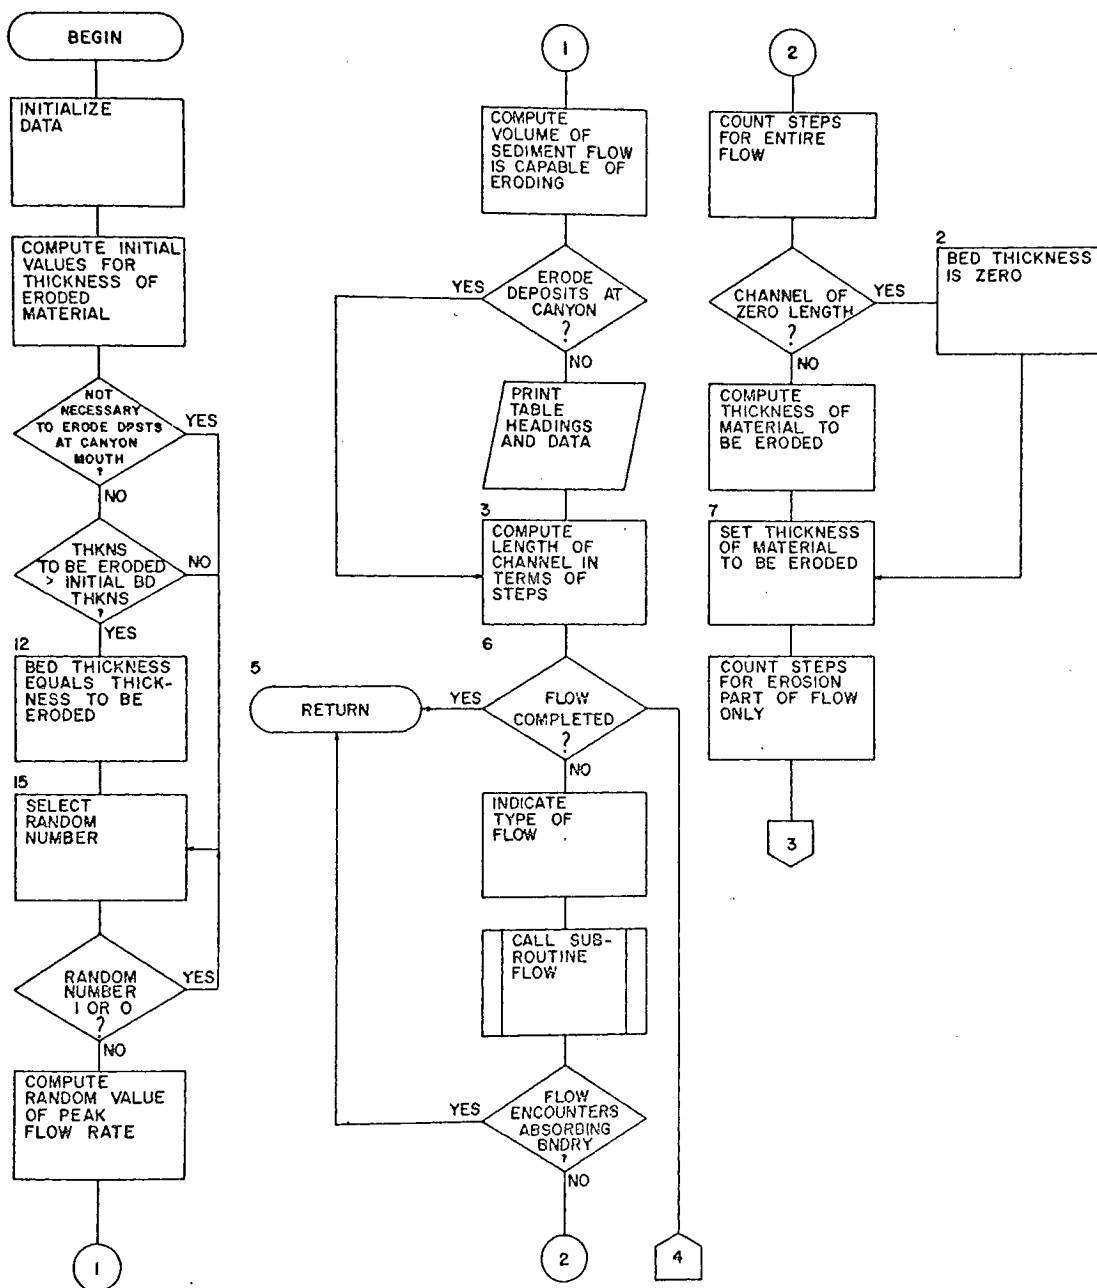 BEGIN
INITIALIZE
DATA
COMPUTE INITIAL
VALUES FOR
THICKNESS OF
ERODED
MATERIAL
NOT
NECESSARY
TO ERODE DPSTS
AT CANYON
MOUTH
?
YES
NO
THKNS
TO BE ERODED
> INITIAL BD
THKNS
?
NO
YES
12
BED THICKNESS
EQUALS THICK-
NESS TO BE
ERODED
15
SELECT
RANDOM
NUMBER
RANDOM
NUMBER
1 OR 0
?
YES
NO
COMPUTE
RANDOM VALUE
OF PEAK
FLOW RATE
1
1
COMPUTE
VOLUME OF
SEDIMENT FLOW
IS CAPABLE OF
ERODING
YES
ERODE
DEPOSITS AT
CANYON
?
NO
PRINT
TABLE
HEADINGS
AND DATA
3
COMPUTE
LENGTH OF
CHANNEL IN
TERMS OF
STEPS
6
5
RETURN
YES
FLOW
COMPLETED
?
NO
INDICATE
TYPE OF
FLOW
CALL SUB-
ROUTINE
FLOW
YES
FLOW
ENCOUNTERS
ABSORBING
BNDRY
?
NO
2
4
2
COUNT STEPS
FOR ENTIRE
FLOW
CHANNEL OF
ZERO LENGTH
?
YES
NO
2
BED THICKNESS
IS ZERO
COMPUTE
THICKNESS OF
MATERIAL TO
BE ERODED
7
SET THICKNESS
OF MATERIAL
TO BE ERODED
COUNT STEPS
FOR EROSION
PART OF FLOW
ONLY
3